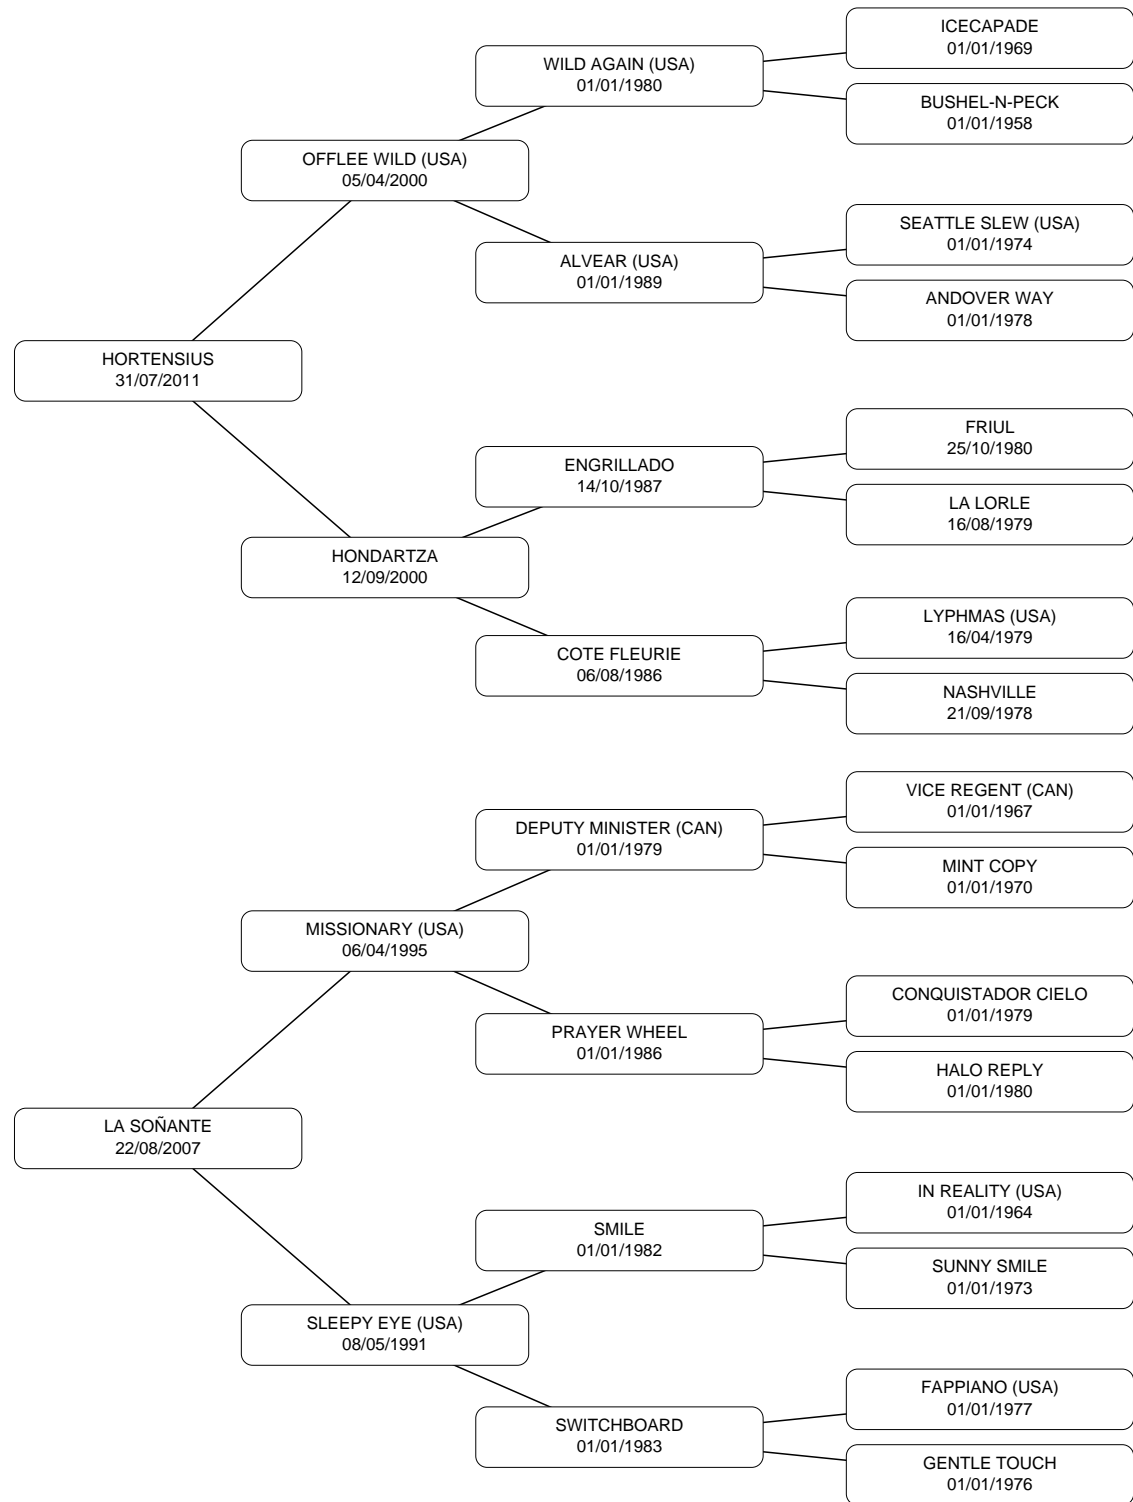 ICECAPADE
01/01/1969
WILD AGAIN (USA)
01/01/1980
BUSHEL-N-PECK
01/01/1958
OFFLEE WILD (USA)
05/04/2000
SEATTLE SLEW (USA)
01/01/1974
ALVEAR (USA)
01/01/1989
ANDOVER WAY
01/01/1978
HORTENSIUS
31/07/2011
FRIUL
25/10/1980
ENGRILLADO
14/10/1987
LA LORLE
16/08/1979
HONDARTZA
12/09/2000
LYPHMAS (USA)
16/04/1979
COTE FLEURIE
06/08/1986
NASHVILLE
21/09/1978
VICE REGENT (CAN)
01/01/1967
DEPUTY MINISTER (CAN)
01/01/1979
MINT COPY
01/01/1970
MISSIONARY (USA)
06/04/1995
CONQUISTADOR CIELO
01/01/1979
PRAYER WHEEL
01/01/1986
HALO REPLY
01/01/1980
LA SOÑANTE
22/08/2007
IN REALITY (USA)
01/01/1964
SMILE
01/01/1982
SUNNY SMILE
01/01/1973
SLEEPY EYE (USA)
08/05/1991
FAPPIANO (USA)
01/01/1977
SWITCHBOARD
01/01/1983
GENTLE TOUCH
01/01/1976